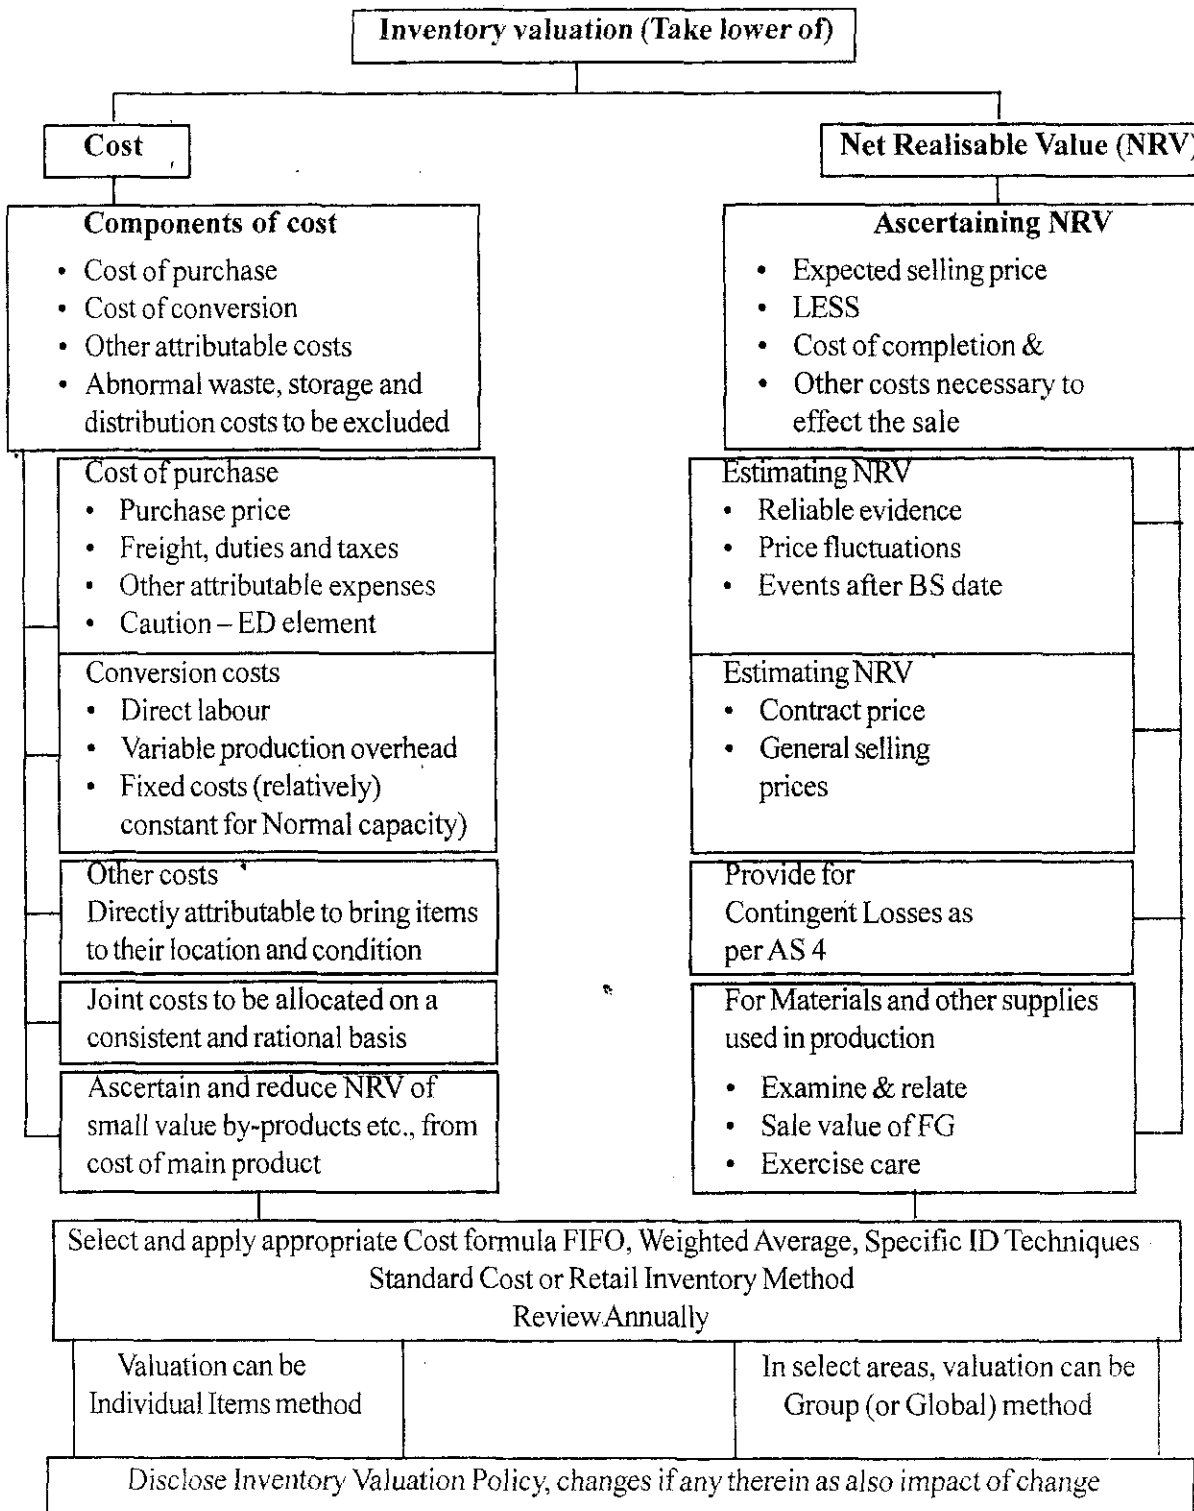 Inventory valuation (Take lower of)
Cost
Components of cost
• Cost of purchase
• Cost of conversion
• Other attributable costs
• Abnormal waste, storage and
distribution costs to be excluded
Cost of purchase
• Purchase price
• Freight, duties and taxes
• Other attributable expenses
• Caution – ED element
Conversion costs
• Direct labour
• Variable production overhead
• Fixed costs (relatively)
constant for Normal capacity)
Other costs
Directly attributable to bring items
to their location and condition
Joint costs to be allocated on a
consistent and rational basis
Ascertain and reduce NRV of
small value by-products etc., from
cost of main product
Net Realisable Value (NRV)
Ascertaining NRV
• Expected selling price
• LESS
• Cost of completion &
• Other costs necessary to
effect the sale
Estimating NRV
• Reliable evidence
• Price fluctuations
• Events after BS date
Estimating NRV
• Contract price
• General selling
prices
Provide for
Contingent Losses as
per AS 4
For Materials and other supplies
used in production
• Examine & relate
• Sale value of FG
• Exercise care
Select and apply appropriate Cost formula FIFO, Weighted Average, Specific ID Techniques
Standard Cost or Retail Inventory Method
Review Annually
Valuation can be
Individual Items method
In select areas, valuation can be
Group (or Global) method
Disclose Inventory Valuation Policy, changes if any therein as also impact of change